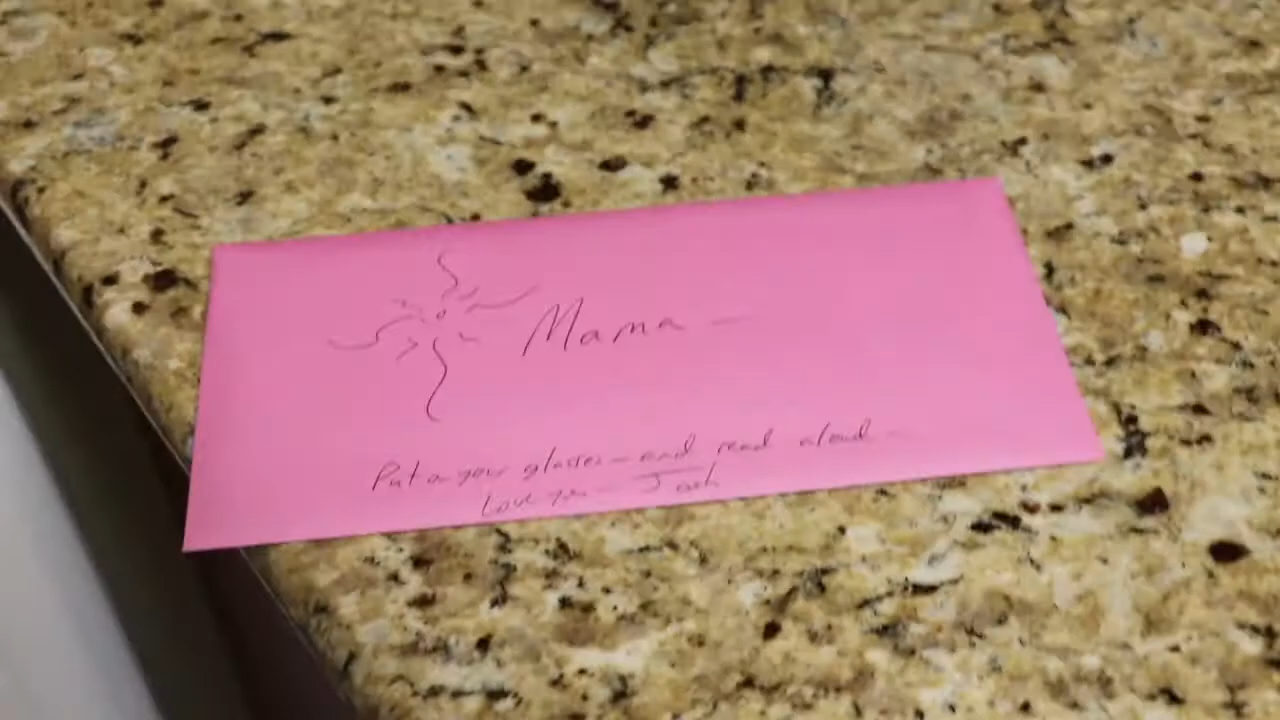 Mama —
Put on your glasses — and read aloud —
Love you — Josh